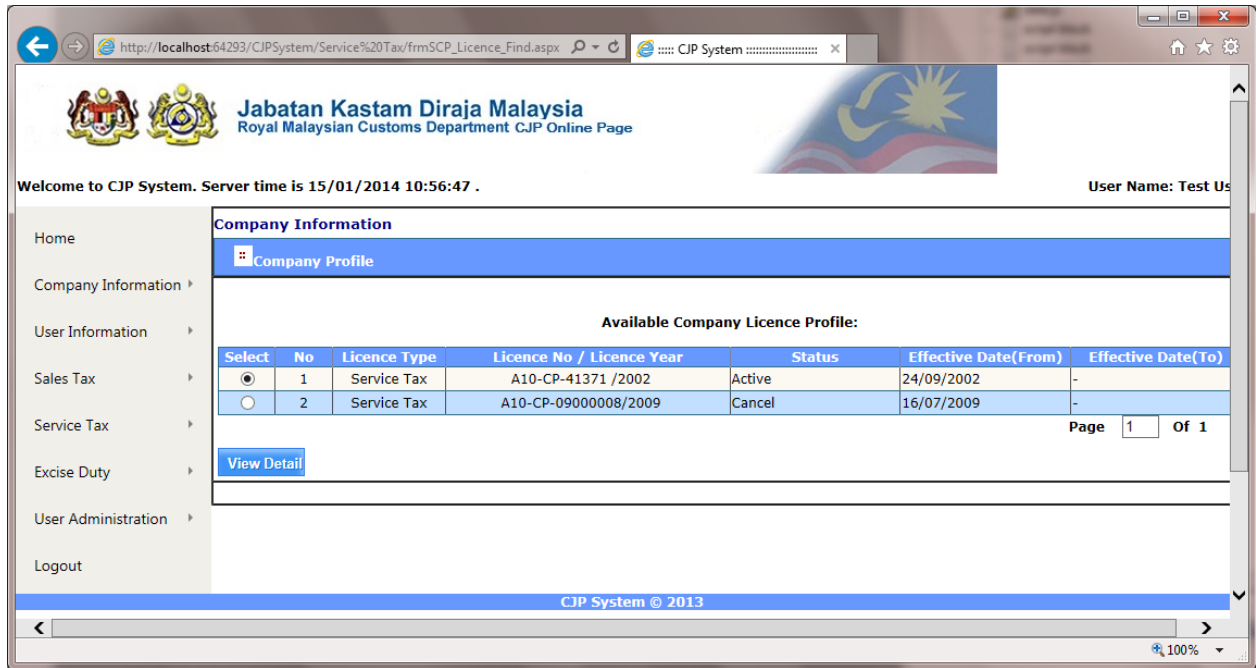 http://localhost:64293/CJPSystem/Service%20Tax/frmSCP_Licence_Find.aspx
::::: CJP System ::::::::::::::::::::::
Jabatan Kastam Diraja Malaysia
Royal Malaysian Customs Department CJP Online Page
Welcome to CJP System. Server time is 15/01/2014 10:56:47 . User Name: Test Us
Home
Company Information
User Information
Sales Tax
Service Tax
Excise Duty
User Administration
Logout
Company Information
Company Profile
Available Company Licence Profile:
Select No Licence Type Licence No / Licence Year Status Effective Date(From) Effective Date(To)
1 Service Tax A10-CP-41371 /2002 Active 24/09/2002 -
2 Service Tax A10-CP-09000008/2009 Cancel 16/07/2009 -
Page 1 Of 1
View Detail
CJP System © 2013
100%